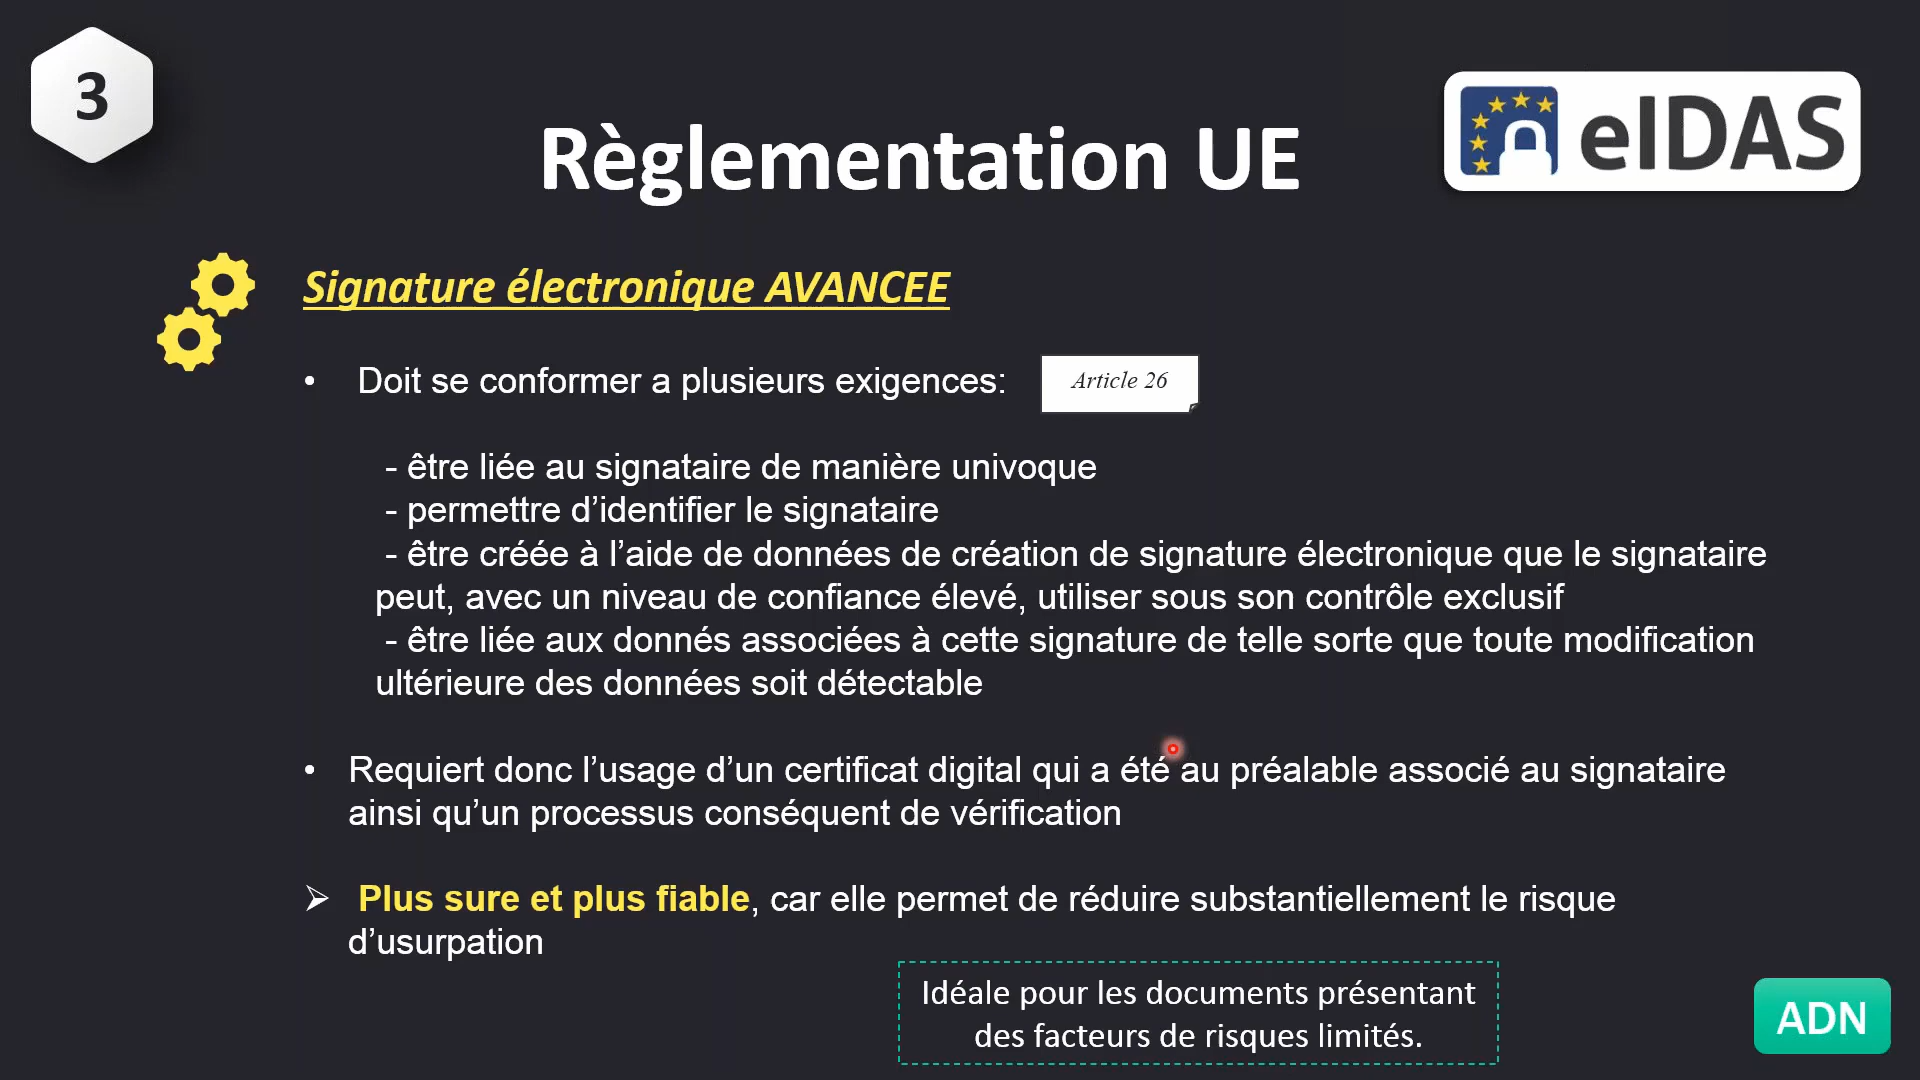 3
Règlementation UE
eIDAS
Signature électronique AVANCEE
• Doit se conformer a plusieurs exigences:
Article 26
- être liée au signataire de manière univoque
- permettre d’identifier le signataire
- être créée à l’aide de données de création de signature électronique que le signataire
peut, avec un niveau de confiance élevé, utiliser sous son contrôle exclusif
- être liée aux donnés associées à cette signature de telle sorte que toute modification
ultérieure des données soit détectable
• Requiert donc l’usage d’un certificat digital qui a été au préalable associé au signataire
ainsi qu’un processus conséquent de vérification
➢ Plus sure et plus fiable, car elle permet de réduire substantiellement le risque
d’usurpation
Idéale pour les documents présentant
des facteurs de risques limités.
ADN